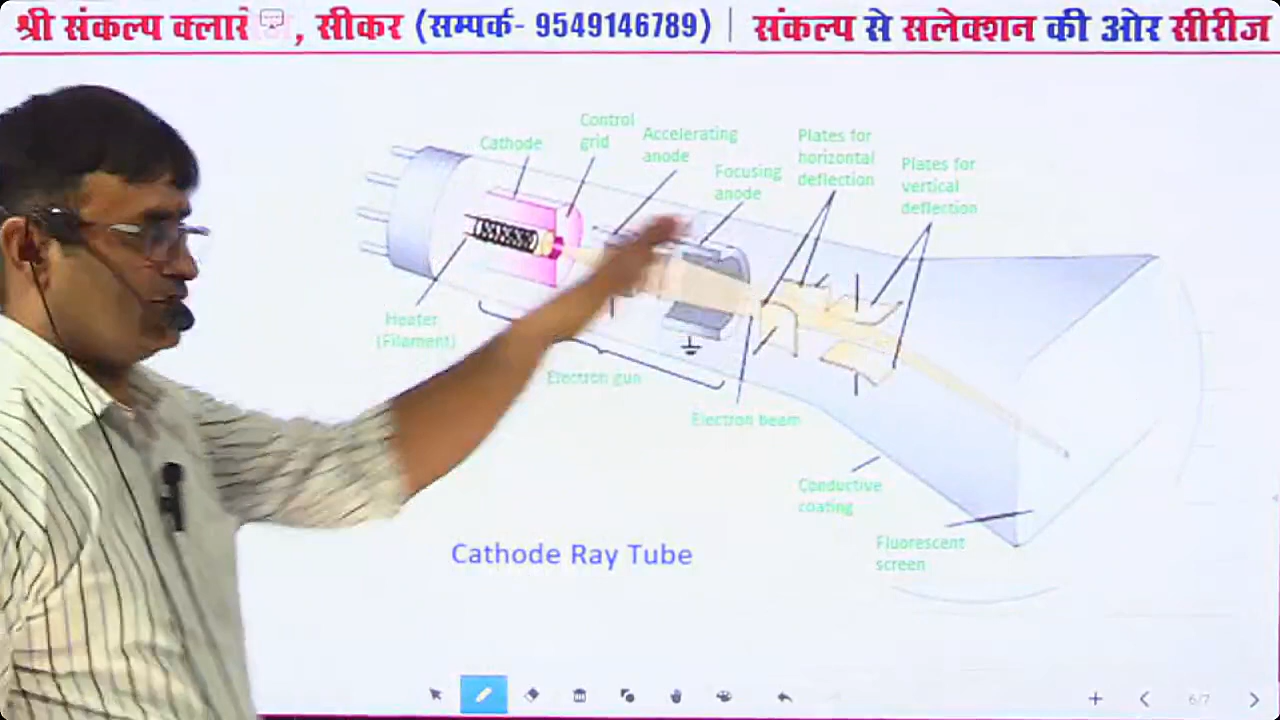 श्री संकल्प क्लासेज, सीकर (सम्पर्क- 9549146789) | संकल्प से सलेक्शन की ओर सीरीज
Cathode
Control
grid
Accelerating
anode
Focusing
anode
Plates for
horizontal
deflection
Plates for
vertical
deflection
Heater
(Filament)
Electron gun
Electron beam
Conductive
coating
Fluorescent
screen
Cathode Ray Tube
6/7